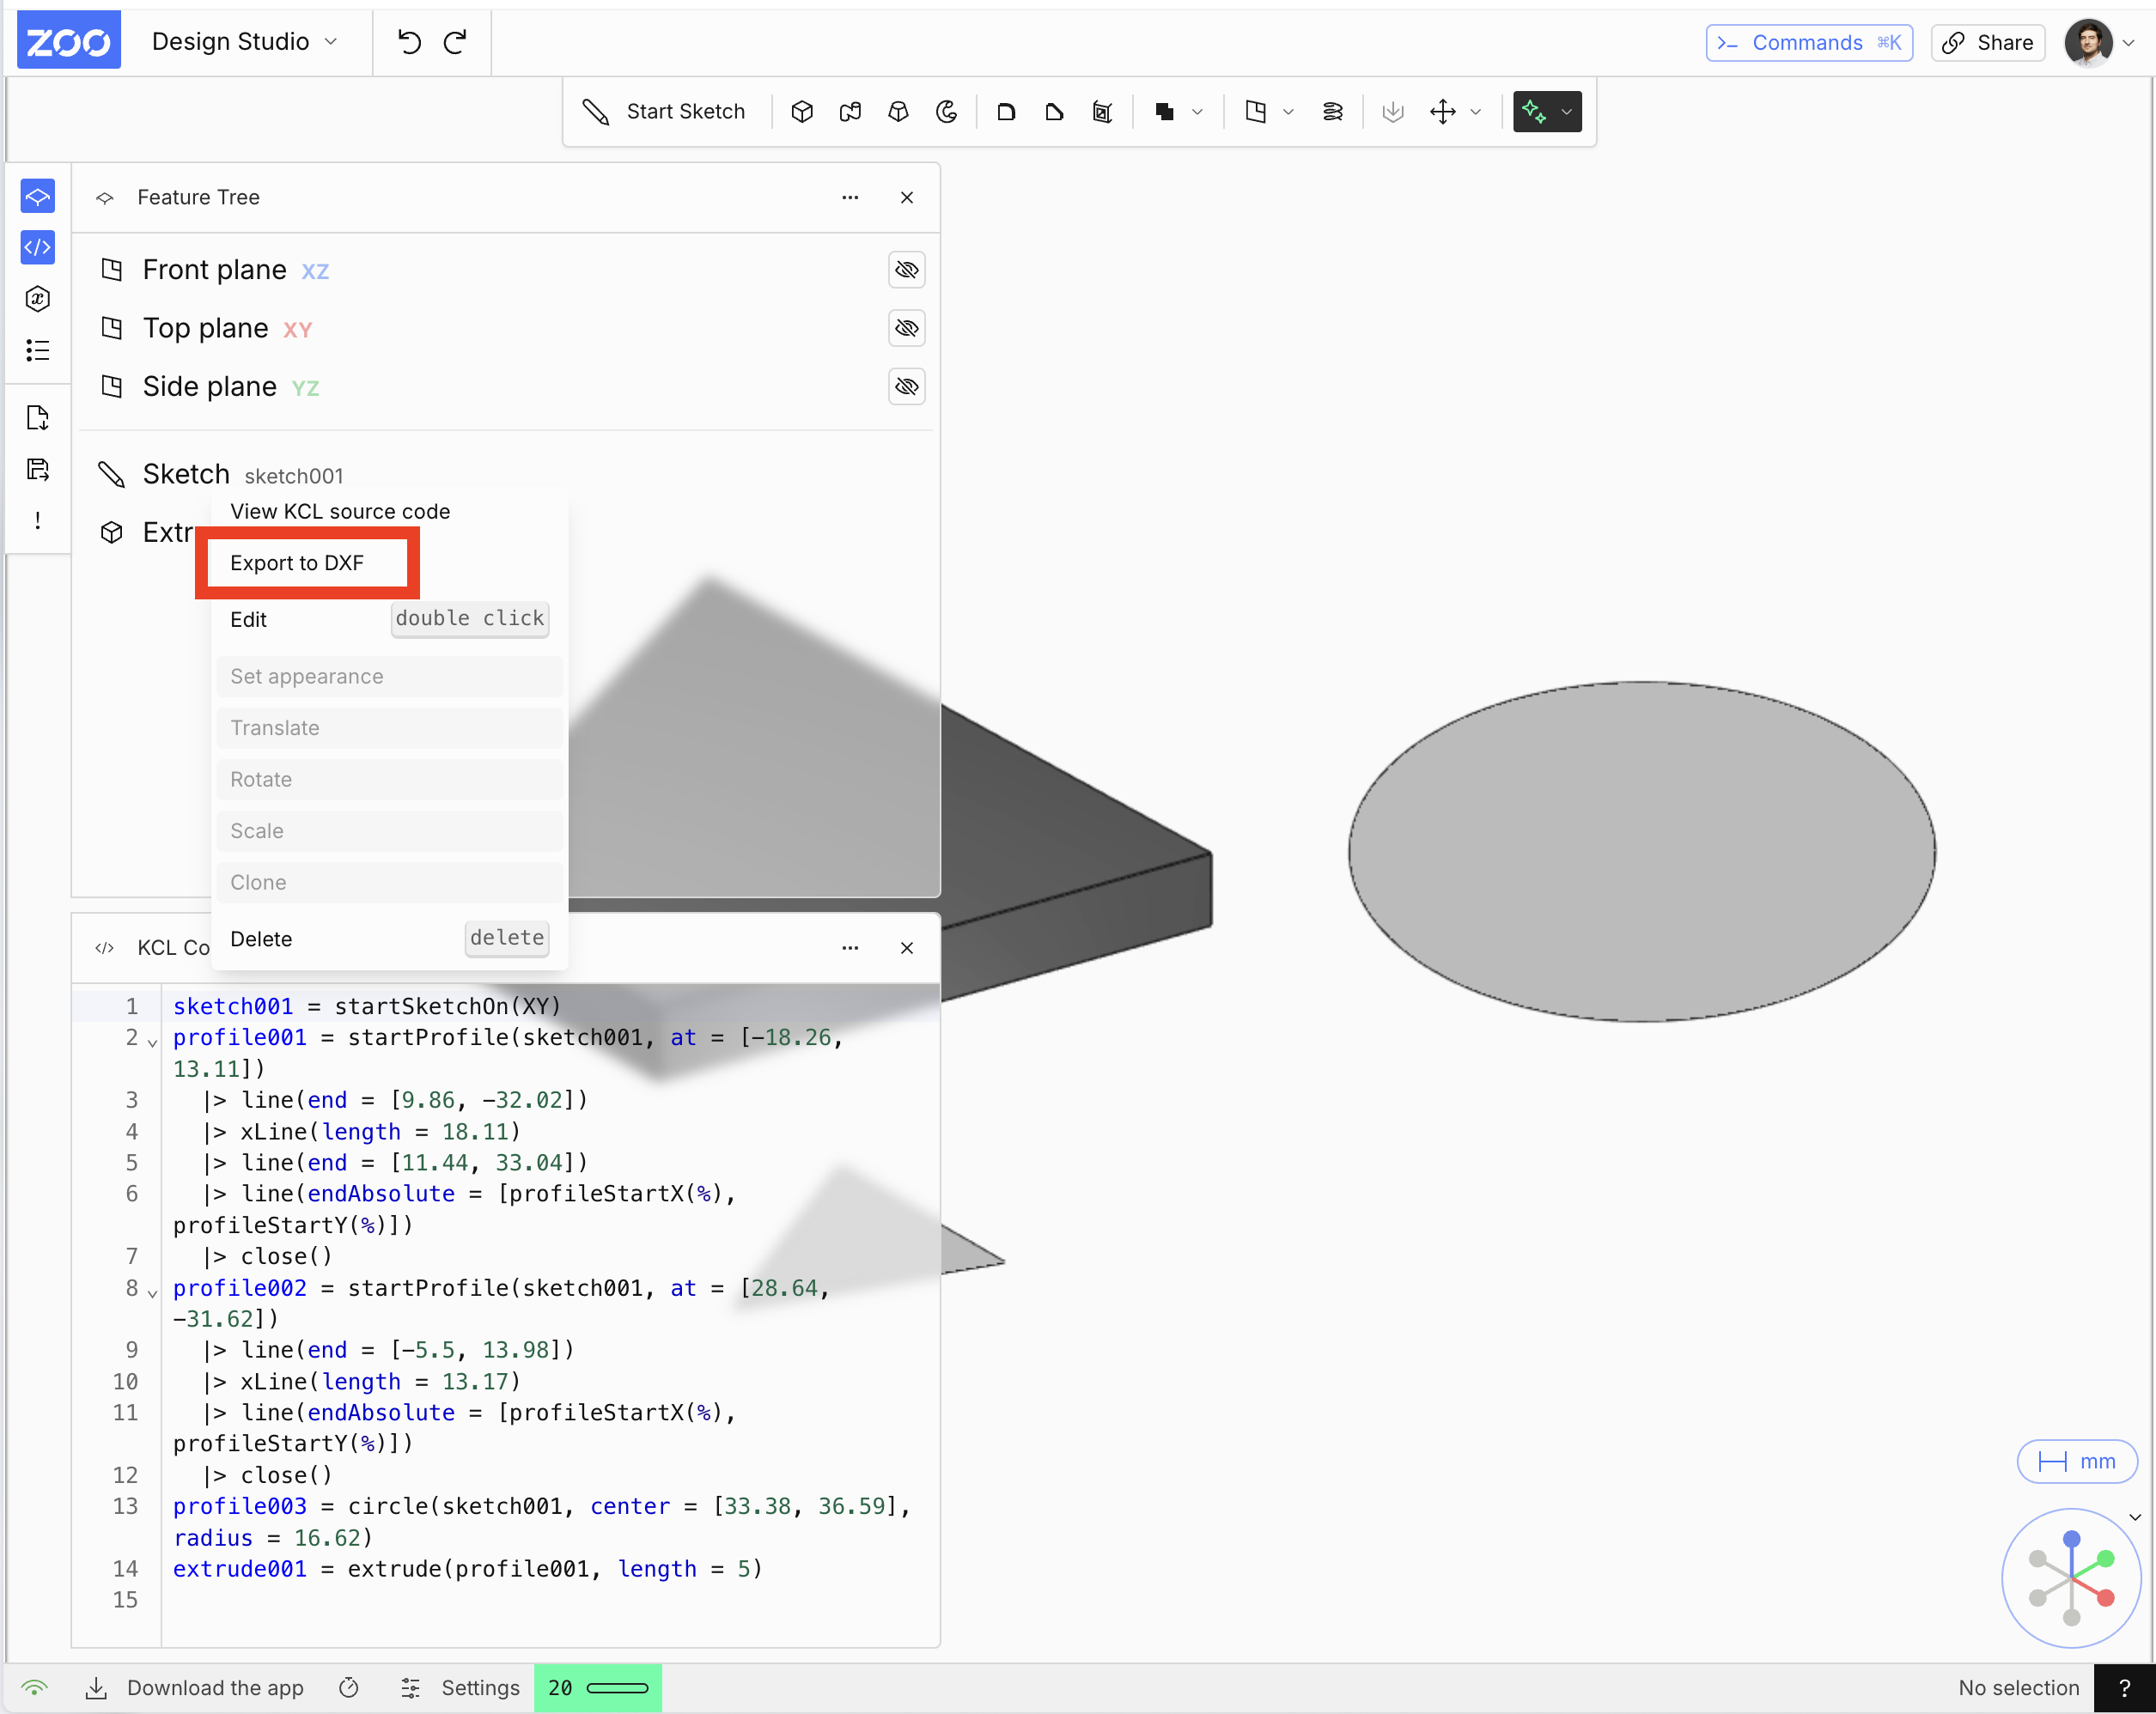 ZOO
Design Studio
Commands ⌘K
Share
Start Sketch
Feature Tree
Front plane XZ
Top plane XY
Side plane YZ
Sketch sketch001
View KCL source code
Extr
Export to DXF
Edit double click
Set appearance
Translate
Rotate
Scale
Clone
Delete delete
KCL Co
1 sketch001 = startSketchOn(XY)
2 profile001 = startProfile(sketch001, at = [-18.26,
13.11])
3 |> line(end = [9.86, -32.02])
4 |> xLine(length = 18.11)
5 |> line(end = [11.44, 33.04])
6 |> line(endAbsolute = [profileStartX(%),
profileStartY(%)])
7 |> close()
8 profile002 = startProfile(sketch001, at = [28.64,
-31.62])
9 |> line(end = [-5.5, 13.98])
10 |> xLine(length = 13.17)
11 |> line(endAbsolute = [profileStartX(%),
profileStartY(%)])
12 |> close()
13 profile003 = circle(sketch001, center = [33.38, 36.59],
radius = 16.62)
14 extrude001 = extrude(profile001, length = 5)
15
mm
Download the app
Settings
20
No selection
?